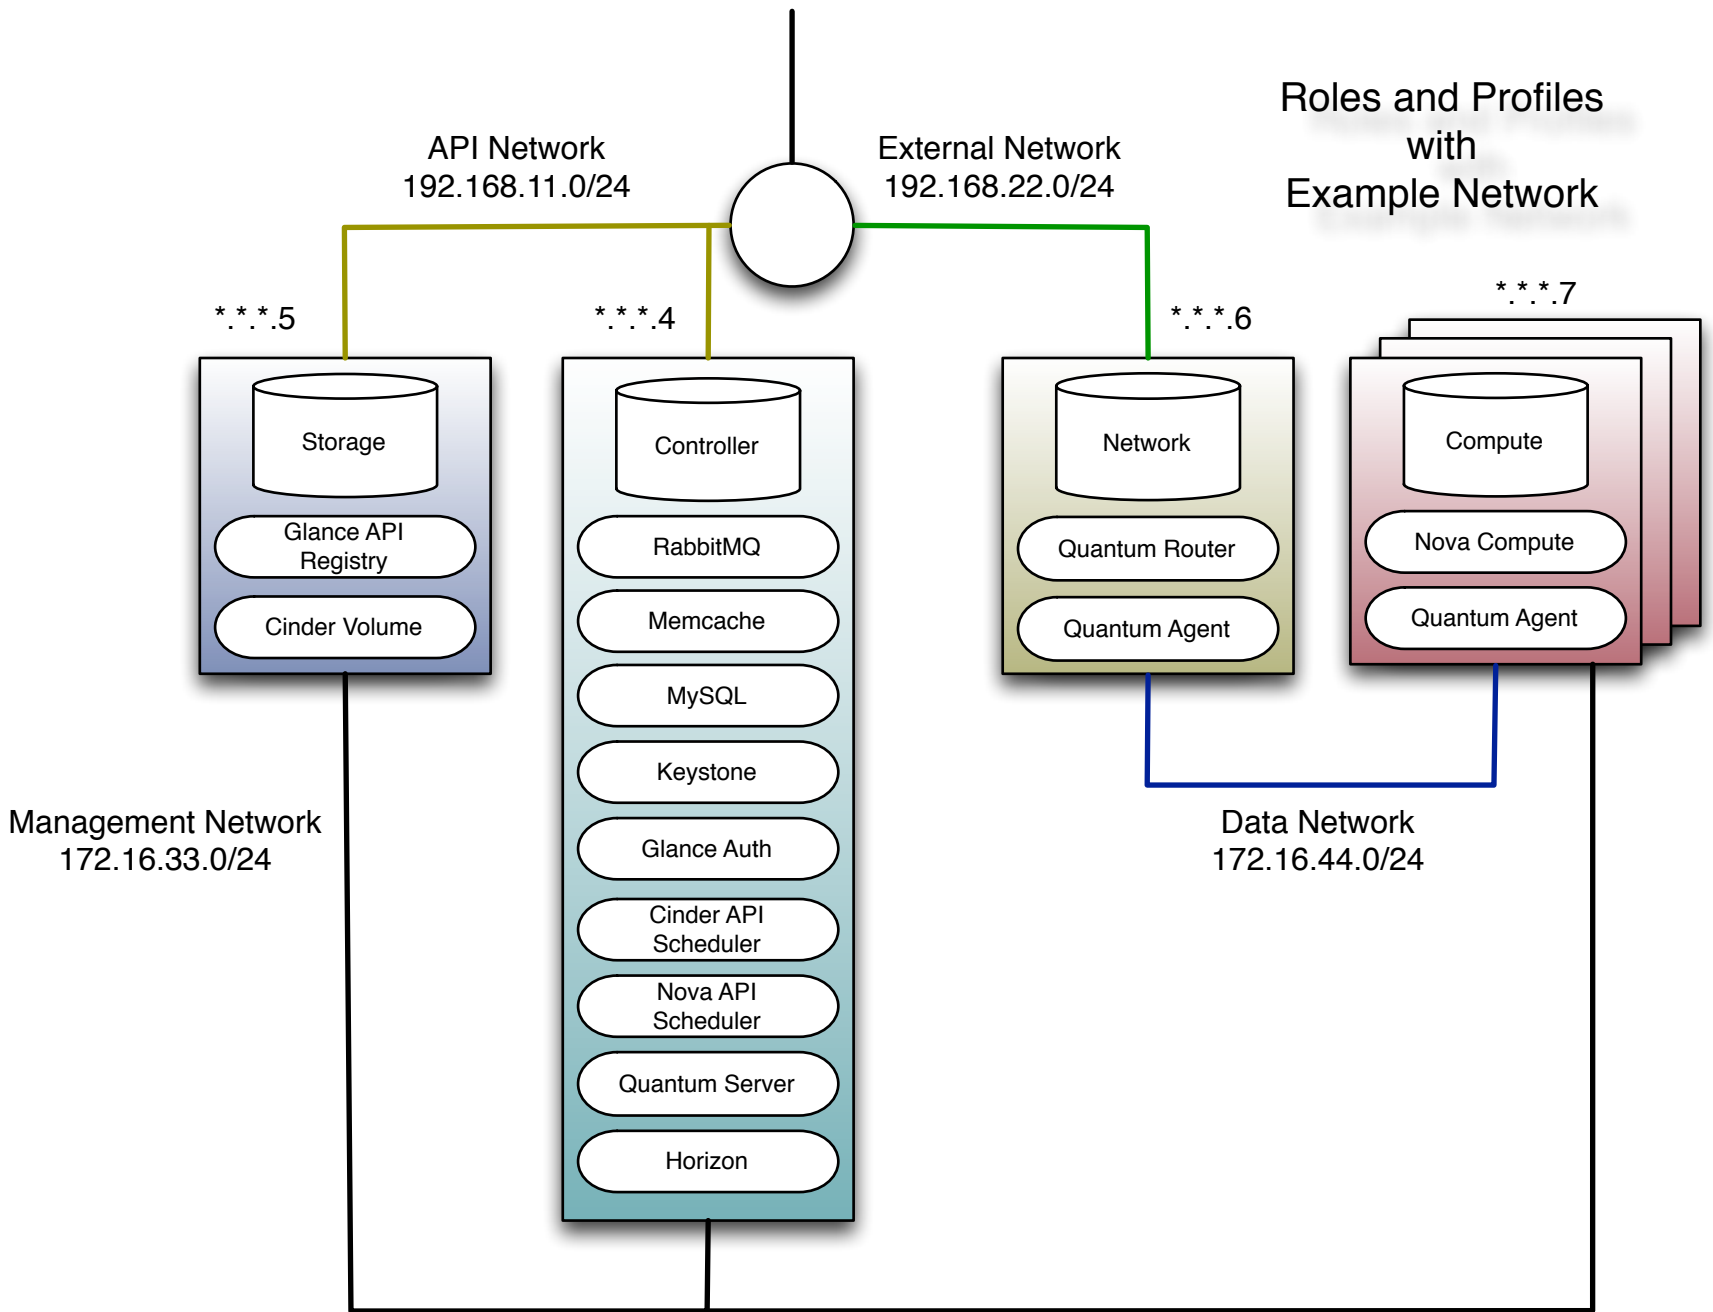 Roles and Profiles
with
Example Network
API Network
192.168.11.0/24
External Network
192.168.22.0/24
*.*.*.5
*.*.*.4
*.*.*.6
*.*.*.7
Storage
Glance API
Registry
Cinder Volume
Controller
RabbitMQ
Memcache
MySQL
Keystone
Glance Auth
Cinder API
Scheduler
Nova API
Scheduler
Quantum Server
Horizon
Network
Quantum Router
Quantum Agent
Compute
Nova Compute
Quantum Agent
Management Network
172.16.33.0/24
Data Network
172.16.44.0/24